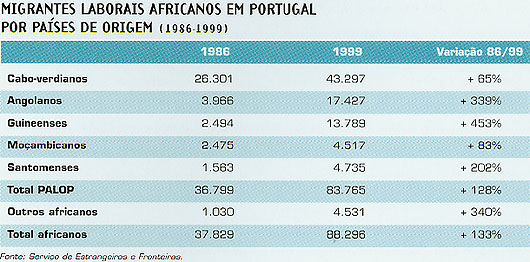 MIGRANTES LABORAIS AFRICANOS EM PORTUGAL
POR PAÍSES DE ORIGEM (1986-1999)
1986 1999 Variação 86/99
Cabo-verdianos 26.301 43.297 + 65%
Angolanos 3.966 17.427 + 339%
Guineenses 2.494 13.789 + 453%
Moçambicanos 2.475 4.517 + 83%
Santomenses 1.563 4.735 + 202%
Total PALOP 36.799 83.765 + 128%
Outros africanos 1.030 4.531 + 340%
Total africanos 37.829 88.296 + 133%
Fonte: Serviço de Estrangeiros e Fronteiras.